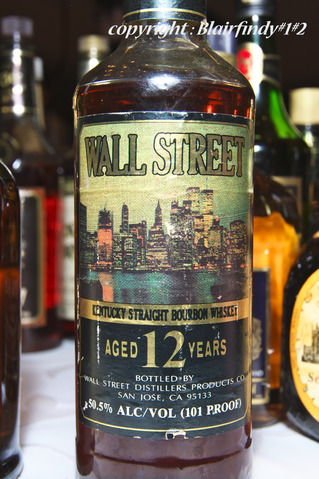 copyright : Blairfindy#1#2
WALL STREET
KENTUCKY STRAIGHT BOURBON WHISKEY
AGED 12 YEARS
BOTTLED BY
WALL STREET DISTILLERS PRODUCTS CO.
SAN JOSE, CA 95133
50.5% ALC/VOL (101 PROOF)